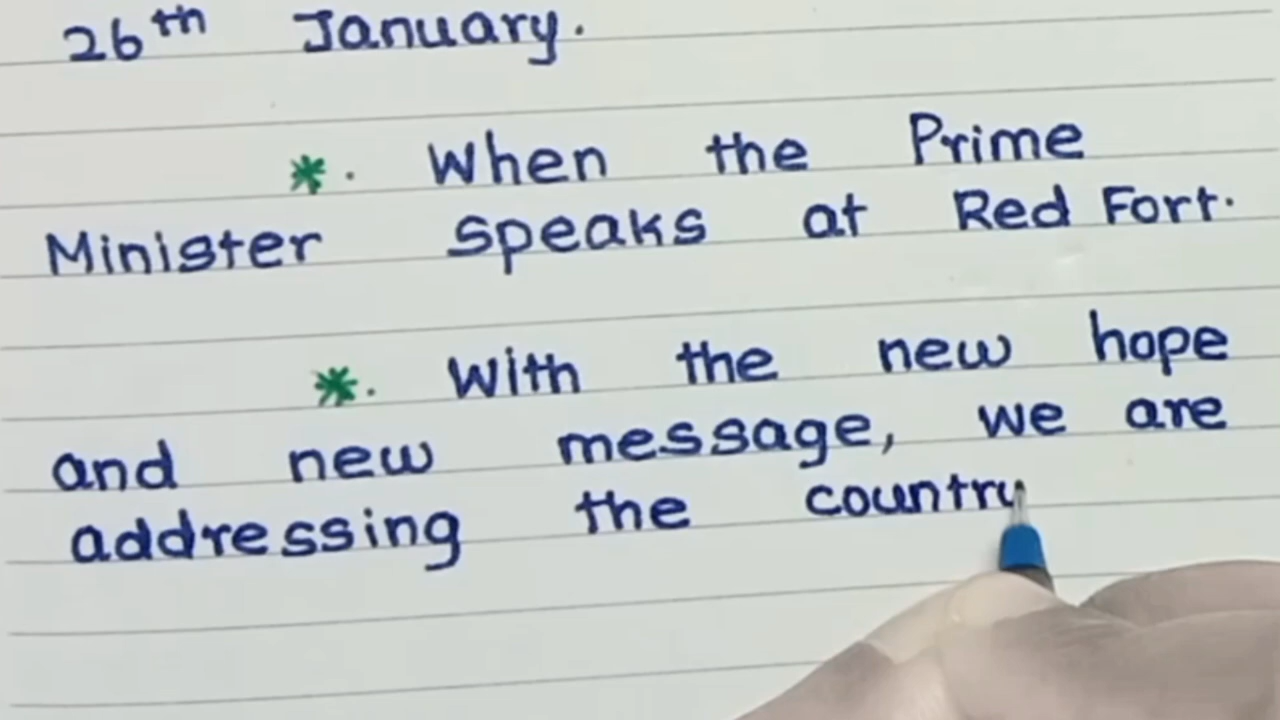 26th January.
*. When the Prime
Minister speaks at Red Fort.
*. With the new hope
and new message, we are
addressing the country